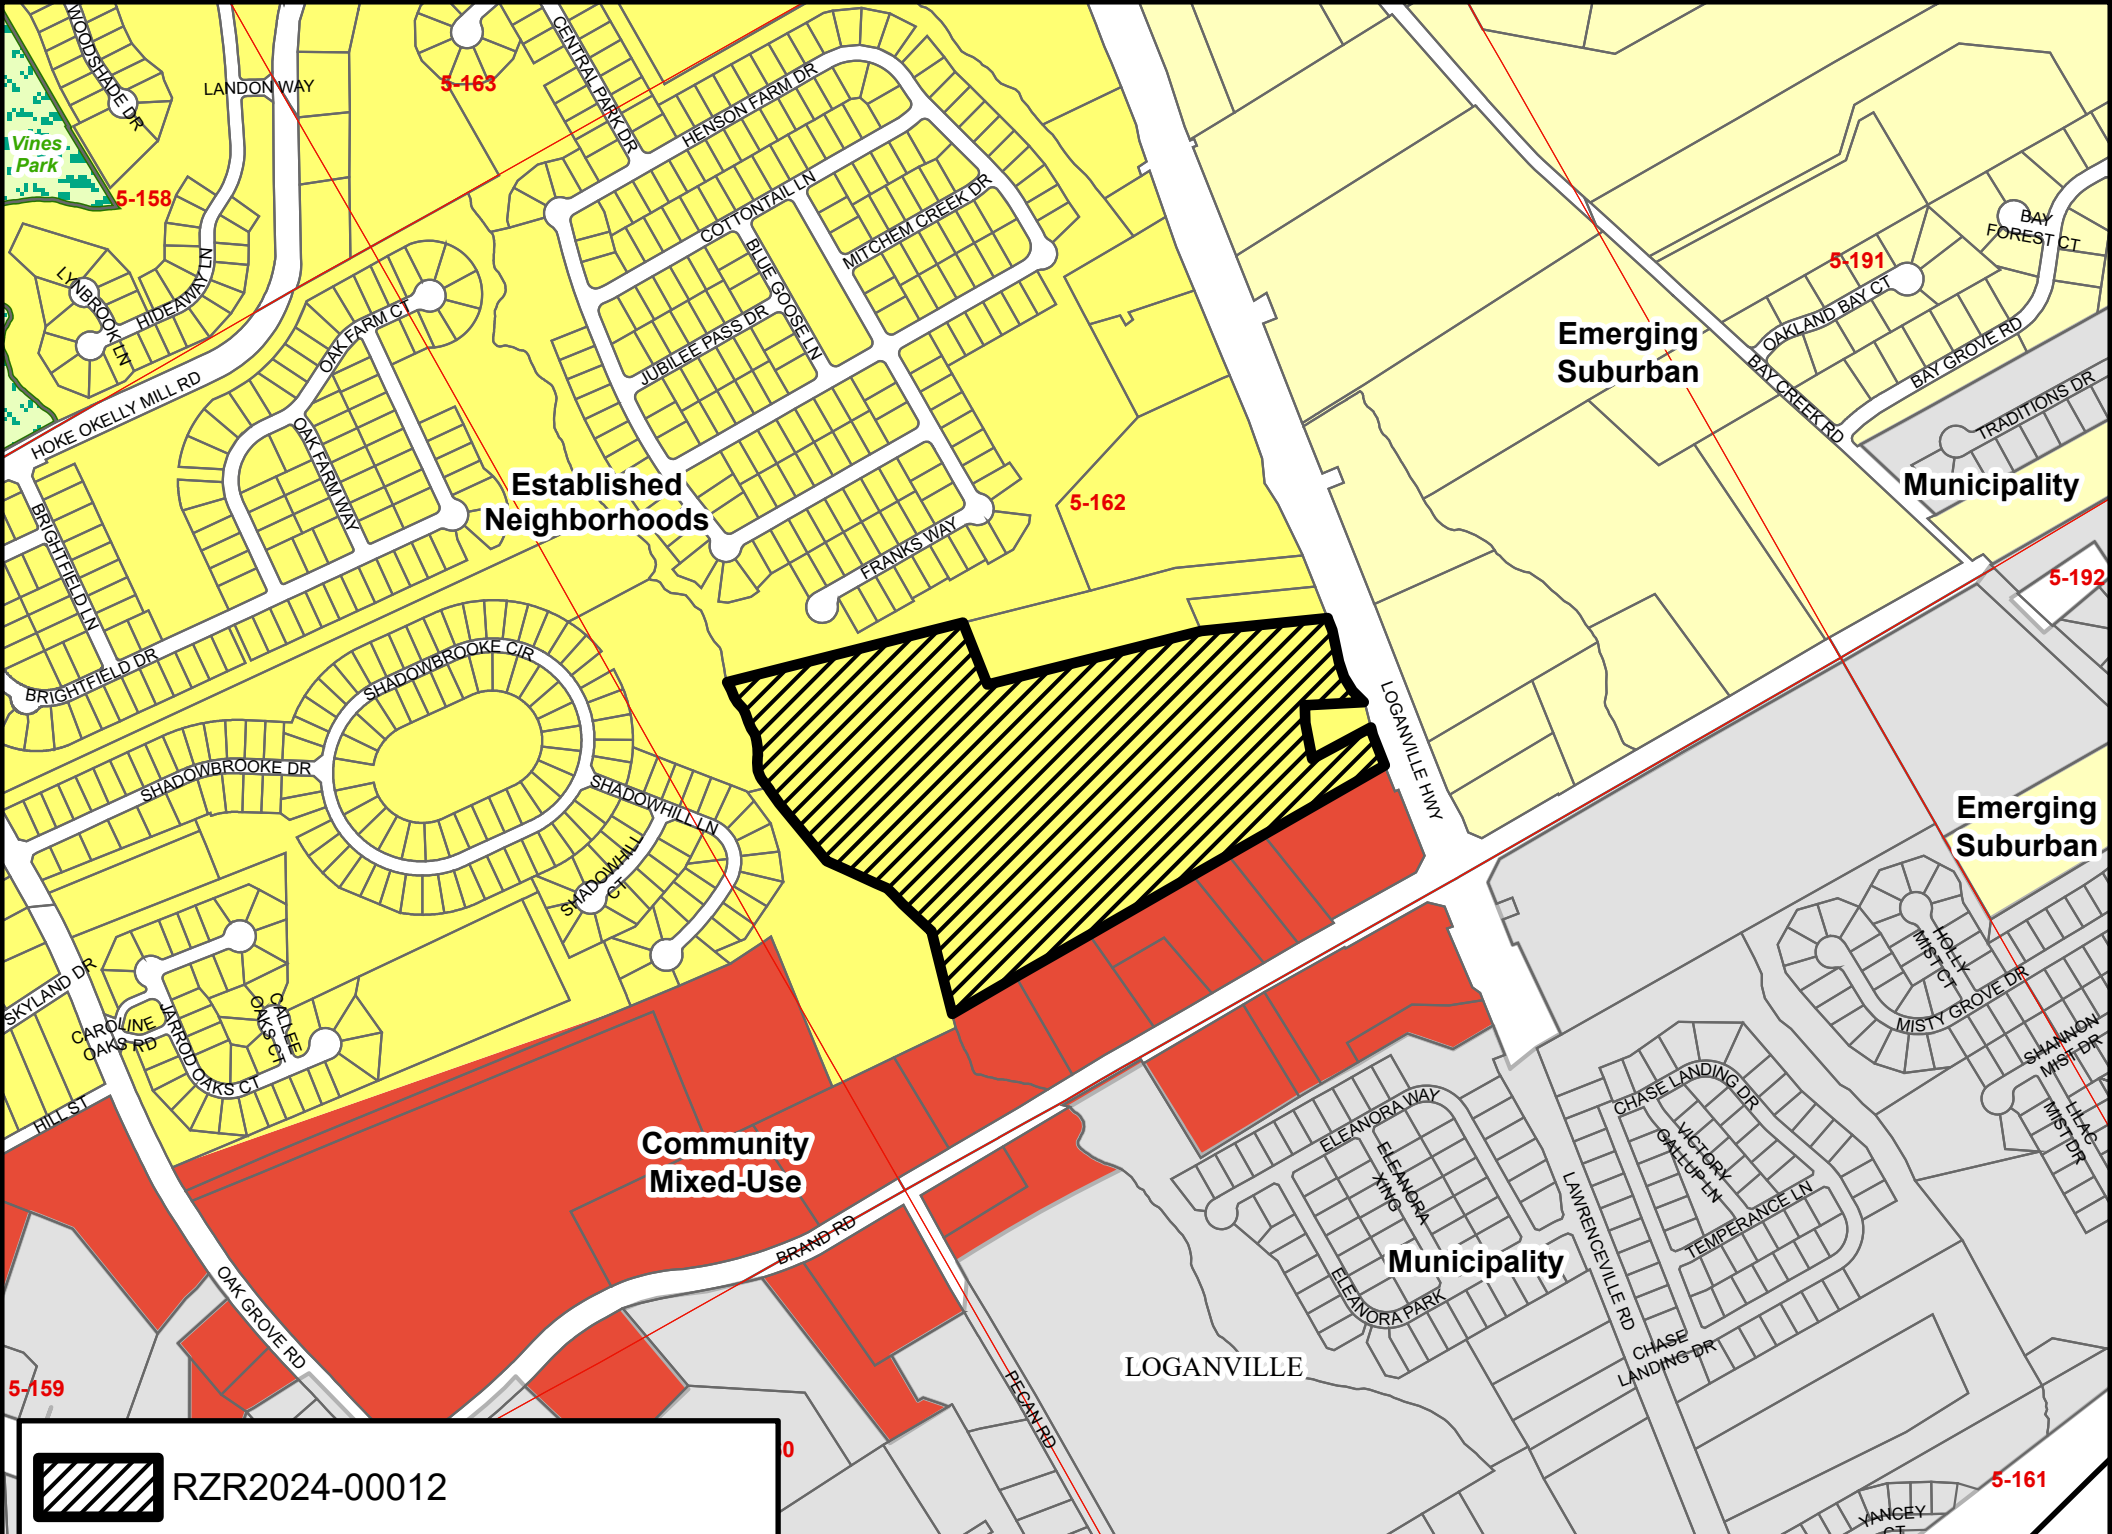 WOODSHADE DR
LANDON WAY
5-163
CENTRAL PARK DR
HENSON FARM DR
Vines
Park
5-158
COTTONTAIL LN
MITCHEM CREEK DR
BLUE GOOSE LN
JUBILEE PASS DR
LYNBROOK LN
HIDEAWAY LN
OAK FARM CT
HOKE OKELLY MILL RD
OAK FARM WAY
BAY
FOREST CT
5-191
OAKLAND BAY CT
BAY GROVE RD
BAY CREEK RD
TRADITIONS DR
Emerging
Suburban
Municipality
Established
Neighborhoods
5-162
FRANKS WAY
BRIGHTFIELD LN
BRIGHTFIELD DR
5-192
SHADOWBROOKE CIR
SHADOWBROOKE DR
SHADOWHILL LN
SHADOWHILL
CT
LOGANVILLE HWY
Emerging
Suburban
SKYLAND DR
CAROLINE
OAKS RD
CALLEE
OAKS CT
JARROD OAKS CT
HILL ST
HOLLY
MIST CT
MISTY GROVE DR
SHANNON
MIST DR
LILAC
MIST DR
Community
Mixed-Use
CHASE LANDING DR
VICTORY
GALLUP LN
TEMPERANCE LN
ELEANORA WAY
ELEANORA
XING
ELEANORA PARK
Municipality
LAWRENCEVILLE RD
BRAND RD
OAK GROVE RD
PECAN RD
CHASE
LANDING DR
LOGANVILLE
5-159
0
5-161
YANCEY
CT
RZR2024-00012